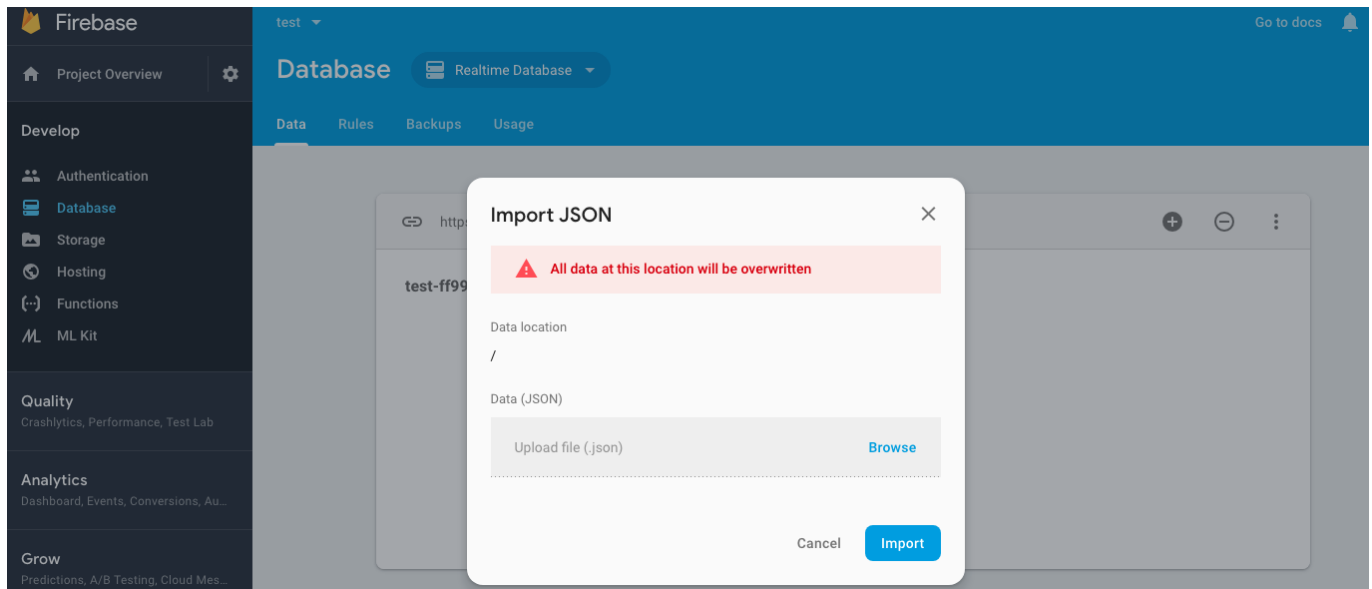 Firebase
test
Go to docs
Project Overview
Database
Realtime Database
Data
Rules
Backups
Usage
Develop
Authentication
Database
Storage
Hosting
Functions
ML Kit
Quality
Crashlytics, Performance, Test Lab
Analytics
Dashboard, Events, Conversions, Au...
Grow
Predictions, A/B Testing, Cloud Mes...
http
test-ff99
Import JSON
All data at this location will be overwritten
Data location
/
Data (JSON)
Upload file (.json)
Browse
Cancel
Import